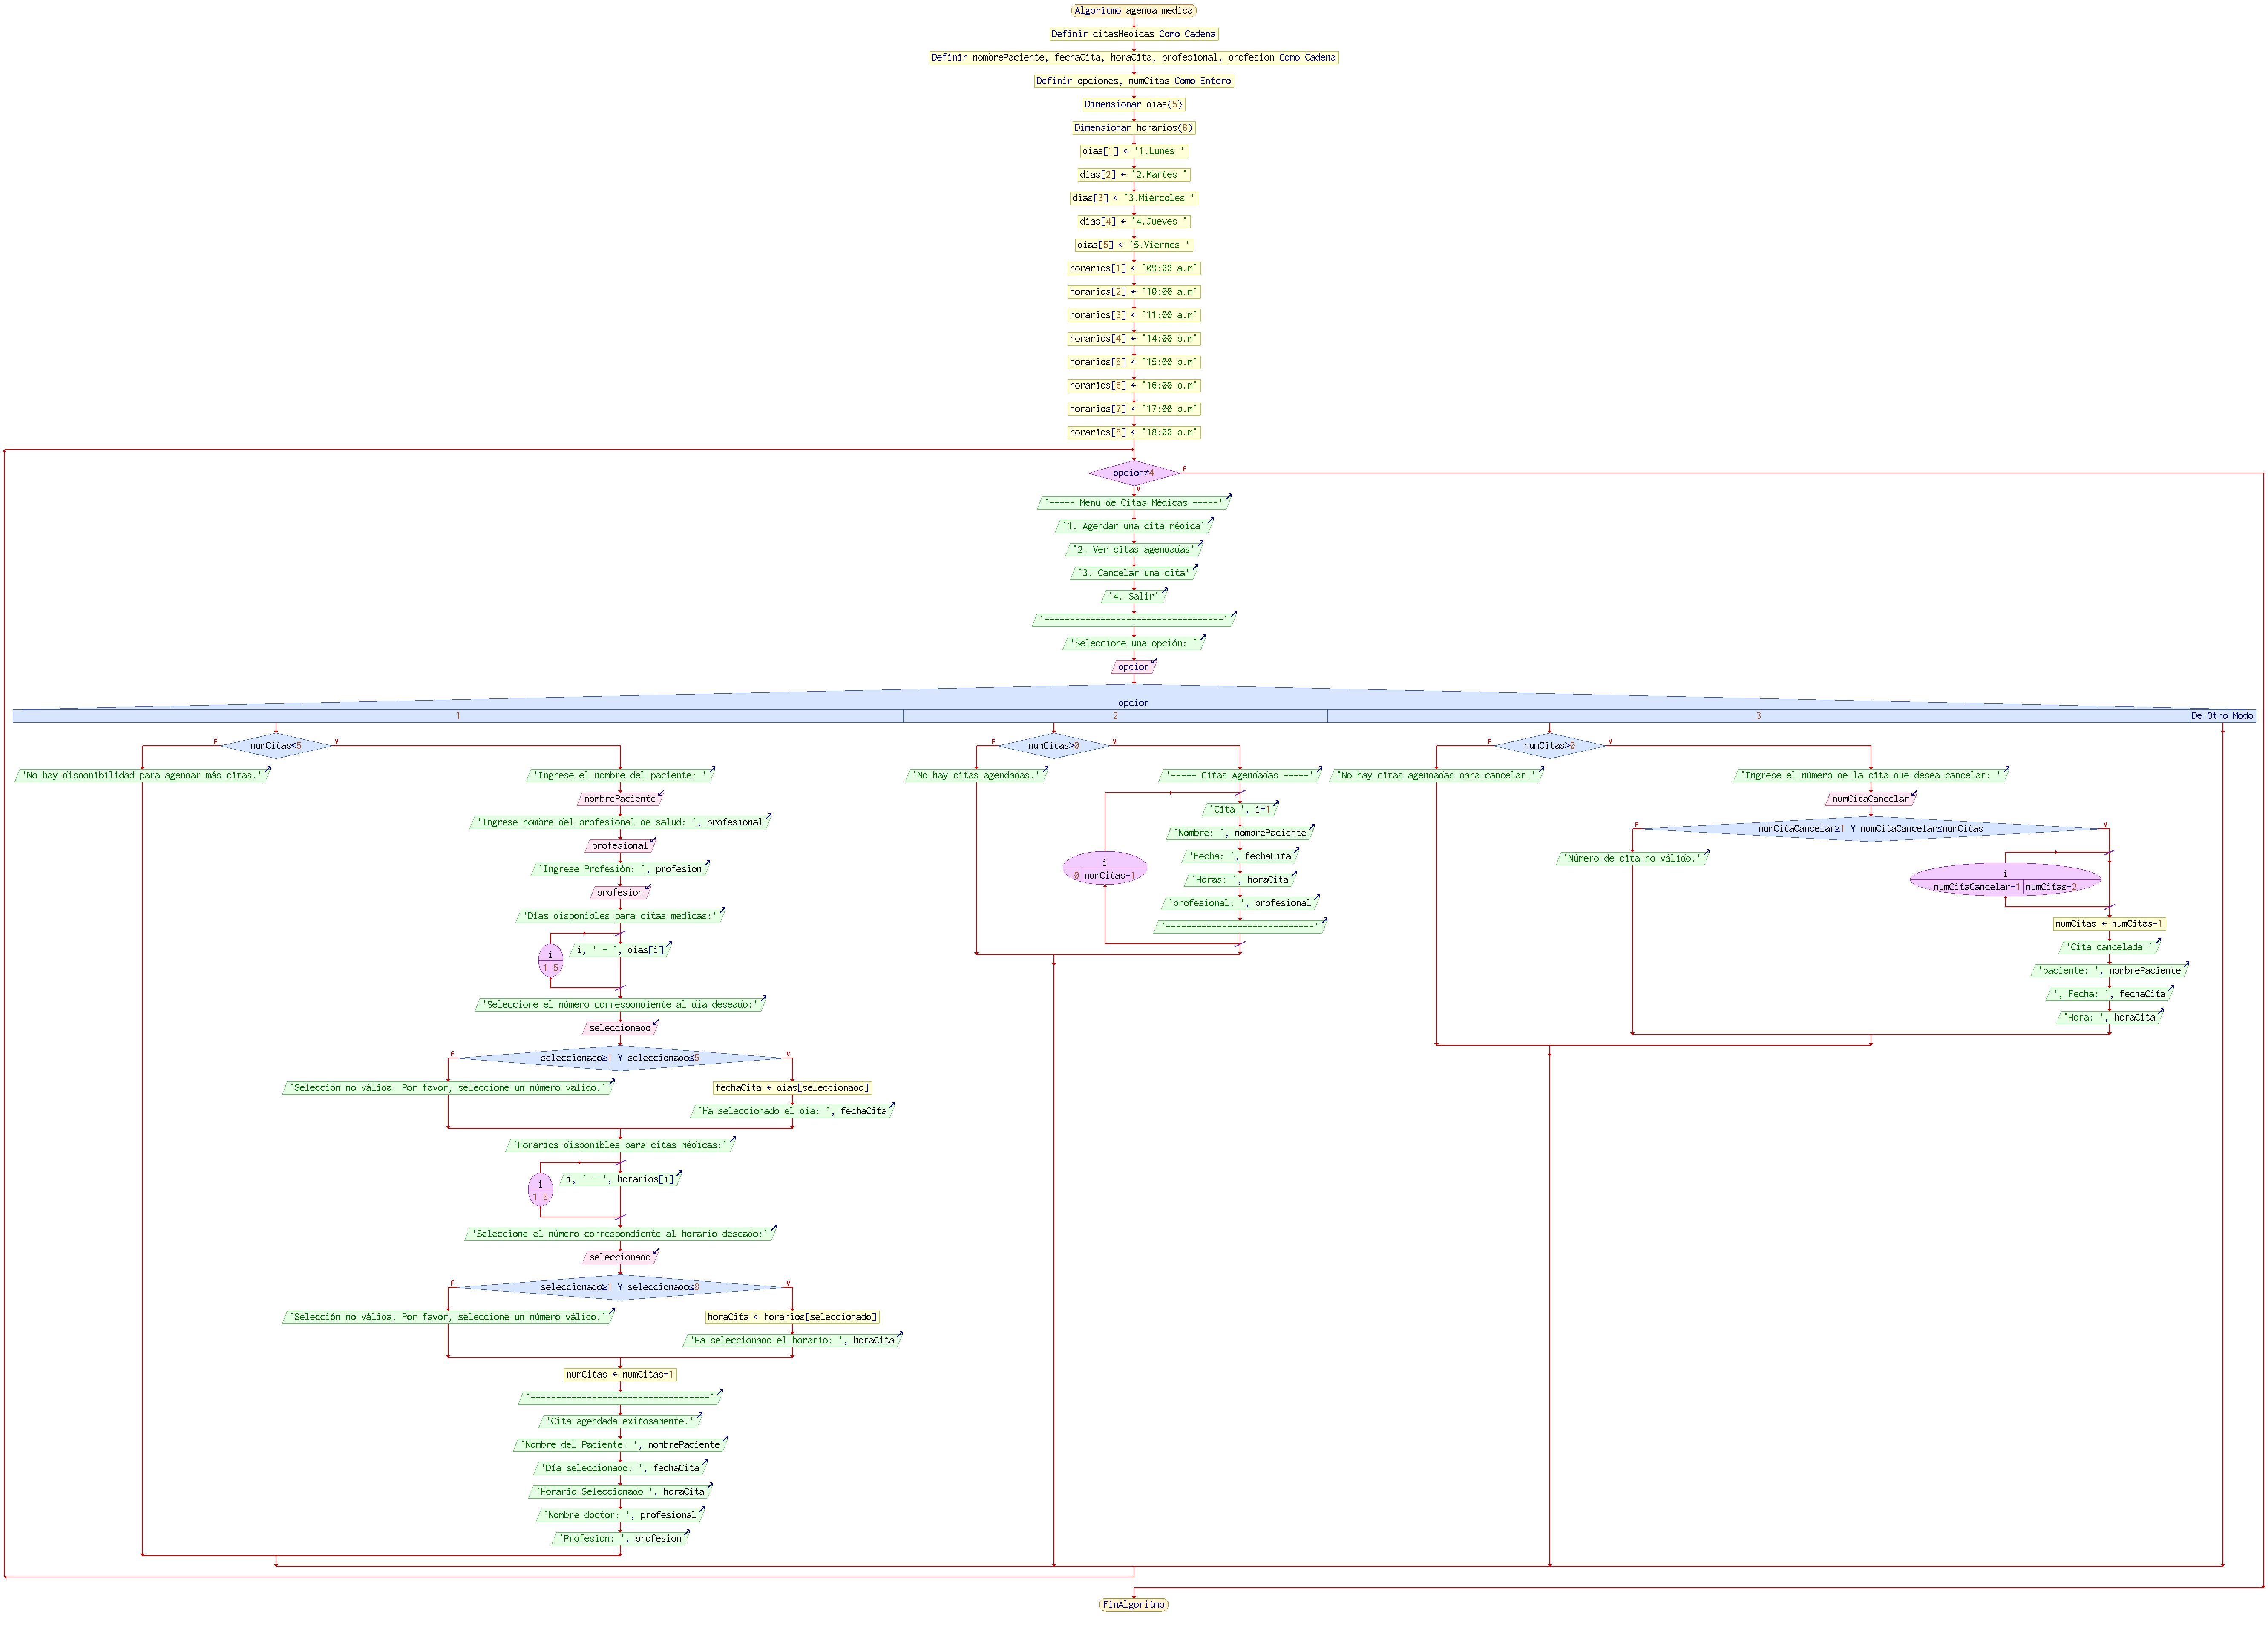 Algoritmo agenda_medica
Definir citasMedicas Como Cadena
Definir nombrePaciente, fechaCita, horaCita, profesional, profesion Como Cadena
Definir opciones, numCitas Como Entero
Dimensionar dias(5)
Dimensionar horarios(8)
dias[1] ← '1.Lunes '
dias[2] ← '2.Martes '
dias[3] ← '3.Miércoles '
dias[4] ← '4.Jueves '
dias[5] ← '5.Viernes '
horarios[1] ← '09:00 a.m'
horarios[2] ← '10:00 a.m'
horarios[3] ← '11:00 a.m'
horarios[4] ← '14:00 p.m'
horarios[5] ← '15:00 p.m'
horarios[6] ← '16:00 p.m'
horarios[7] ← '17:00 p.m'
horarios[8] ← '18:00 p.m'
opcion≠4
F
V
'----- Menú de Citas Médicas -----'
'1. Agendar una cita médica'
'2. Ver citas agendadas'
'3. Cancelar una cita'
'4. Salir'
'-----------------------------------'
'Seleccione una opción: '
opcion
opcion
1
2
3
De Otro Modo
F
numCitas<5
V
'No hay disponibilidad para agendar más citas.'
'Ingrese el nombre del paciente: '
nombrePaciente
'Ingrese nombre del profesional de salud: ', profesional
profesional
'Ingrese Profesión: ', profesion
profesion
'Días disponibles para citas médicas:'
i
1 5
i, ' - ', dias[i]
'Seleccione el número correspondiente al día deseado:'
seleccionado
F
seleccionado≥1 Y seleccionado≤5
V
'Selección no válida. Por favor, seleccione un número válido.'
fechaCita ← dias[seleccionado]
'Ha seleccionado el dia: ', fechaCita
'Horarios disponibles para citas médicas:'
i
1 8
i, ' - ', horarios[i]
'Seleccione el número correspondiente al horario deseado:'
seleccionado
F
seleccionado≥1 Y seleccionado≤8
V
'Selección no válida. Por favor, seleccione un número válido.'
horaCita ← horarios[seleccionado]
'Ha seleccionado el horario: ', horaCita
numCitas ← numCitas+1
'-----------------------------------'
'Cita agendada exitosamente.'
'Nombre del Paciente: ', nombrePaciente
'Día seleccionado: ', fechaCita
'Horario Seleccionado ', horaCita
'Nombre doctor: ', profesional
'Profesion: ', profesion
F
numCitas>0
V
'No hay citas agendadas.'
'----- Citas Agendadas -----'
i
0 numCitas-1
'Cita ', i+1
'Nombre: ', nombrePaciente
'Fecha: ', fechaCita
'Horas: ', horaCita
'profesional: ', profesional
'-----------------------------'
F
numCitas>0
V
'No hay citas agendadas para cancelar.'
'Ingrese el número de la cita que desea cancelar: '
numCitaCancelar
F
numCitaCancelar≥1 Y numCitaCancelar≤numCitas
V
'Número de cita no válido.'
i
numCitaCancelar-1 numCitas-2
numCitas ← numCitas-1
'Cita cancelada '
'paciente: ', nombrePaciente
', Fecha: ', fechaCita
'Hora: ', horaCita
FinAlgoritmo